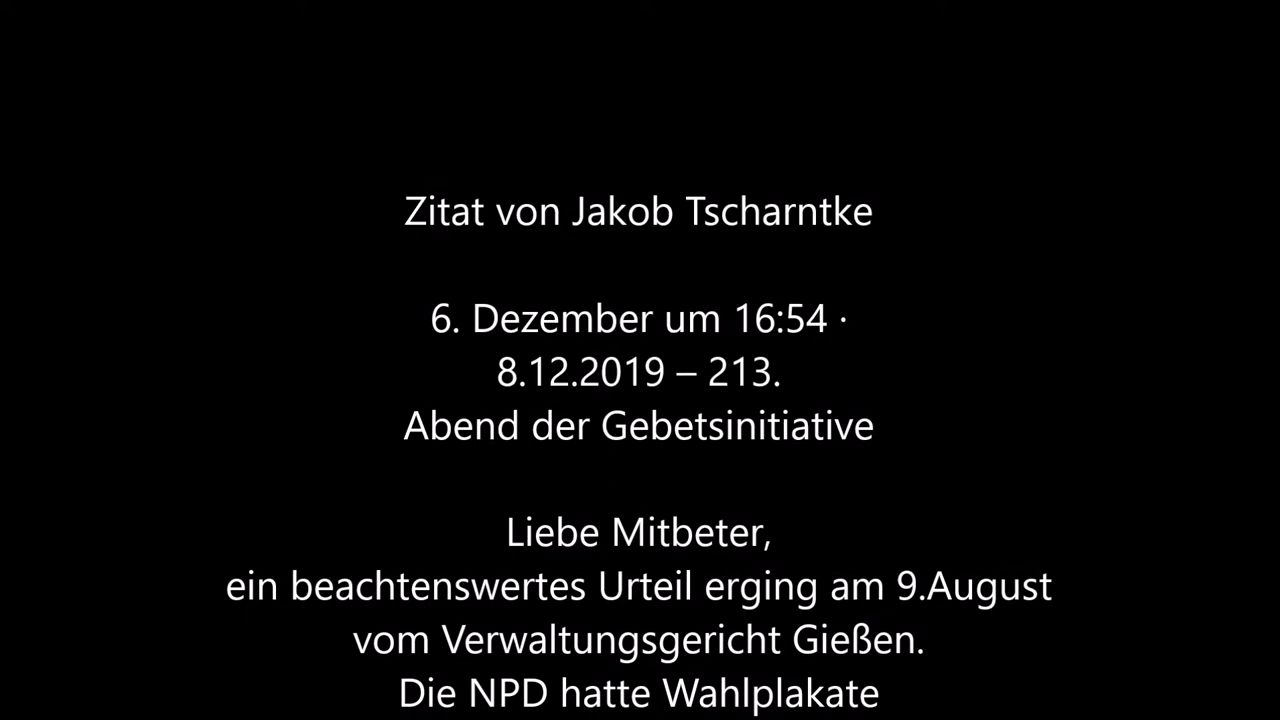 Zitat von Jakob Tscharntke
6. Dezember um 16:54 ·
8.12.2019 – 213.
Abend der Gebetsinitiative
Liebe Mitbeter,
ein beachtenswertes Urteil erging am 9.August
vom Verwaltungsgericht Gießen.
Die NPD hatte Wahlplakate